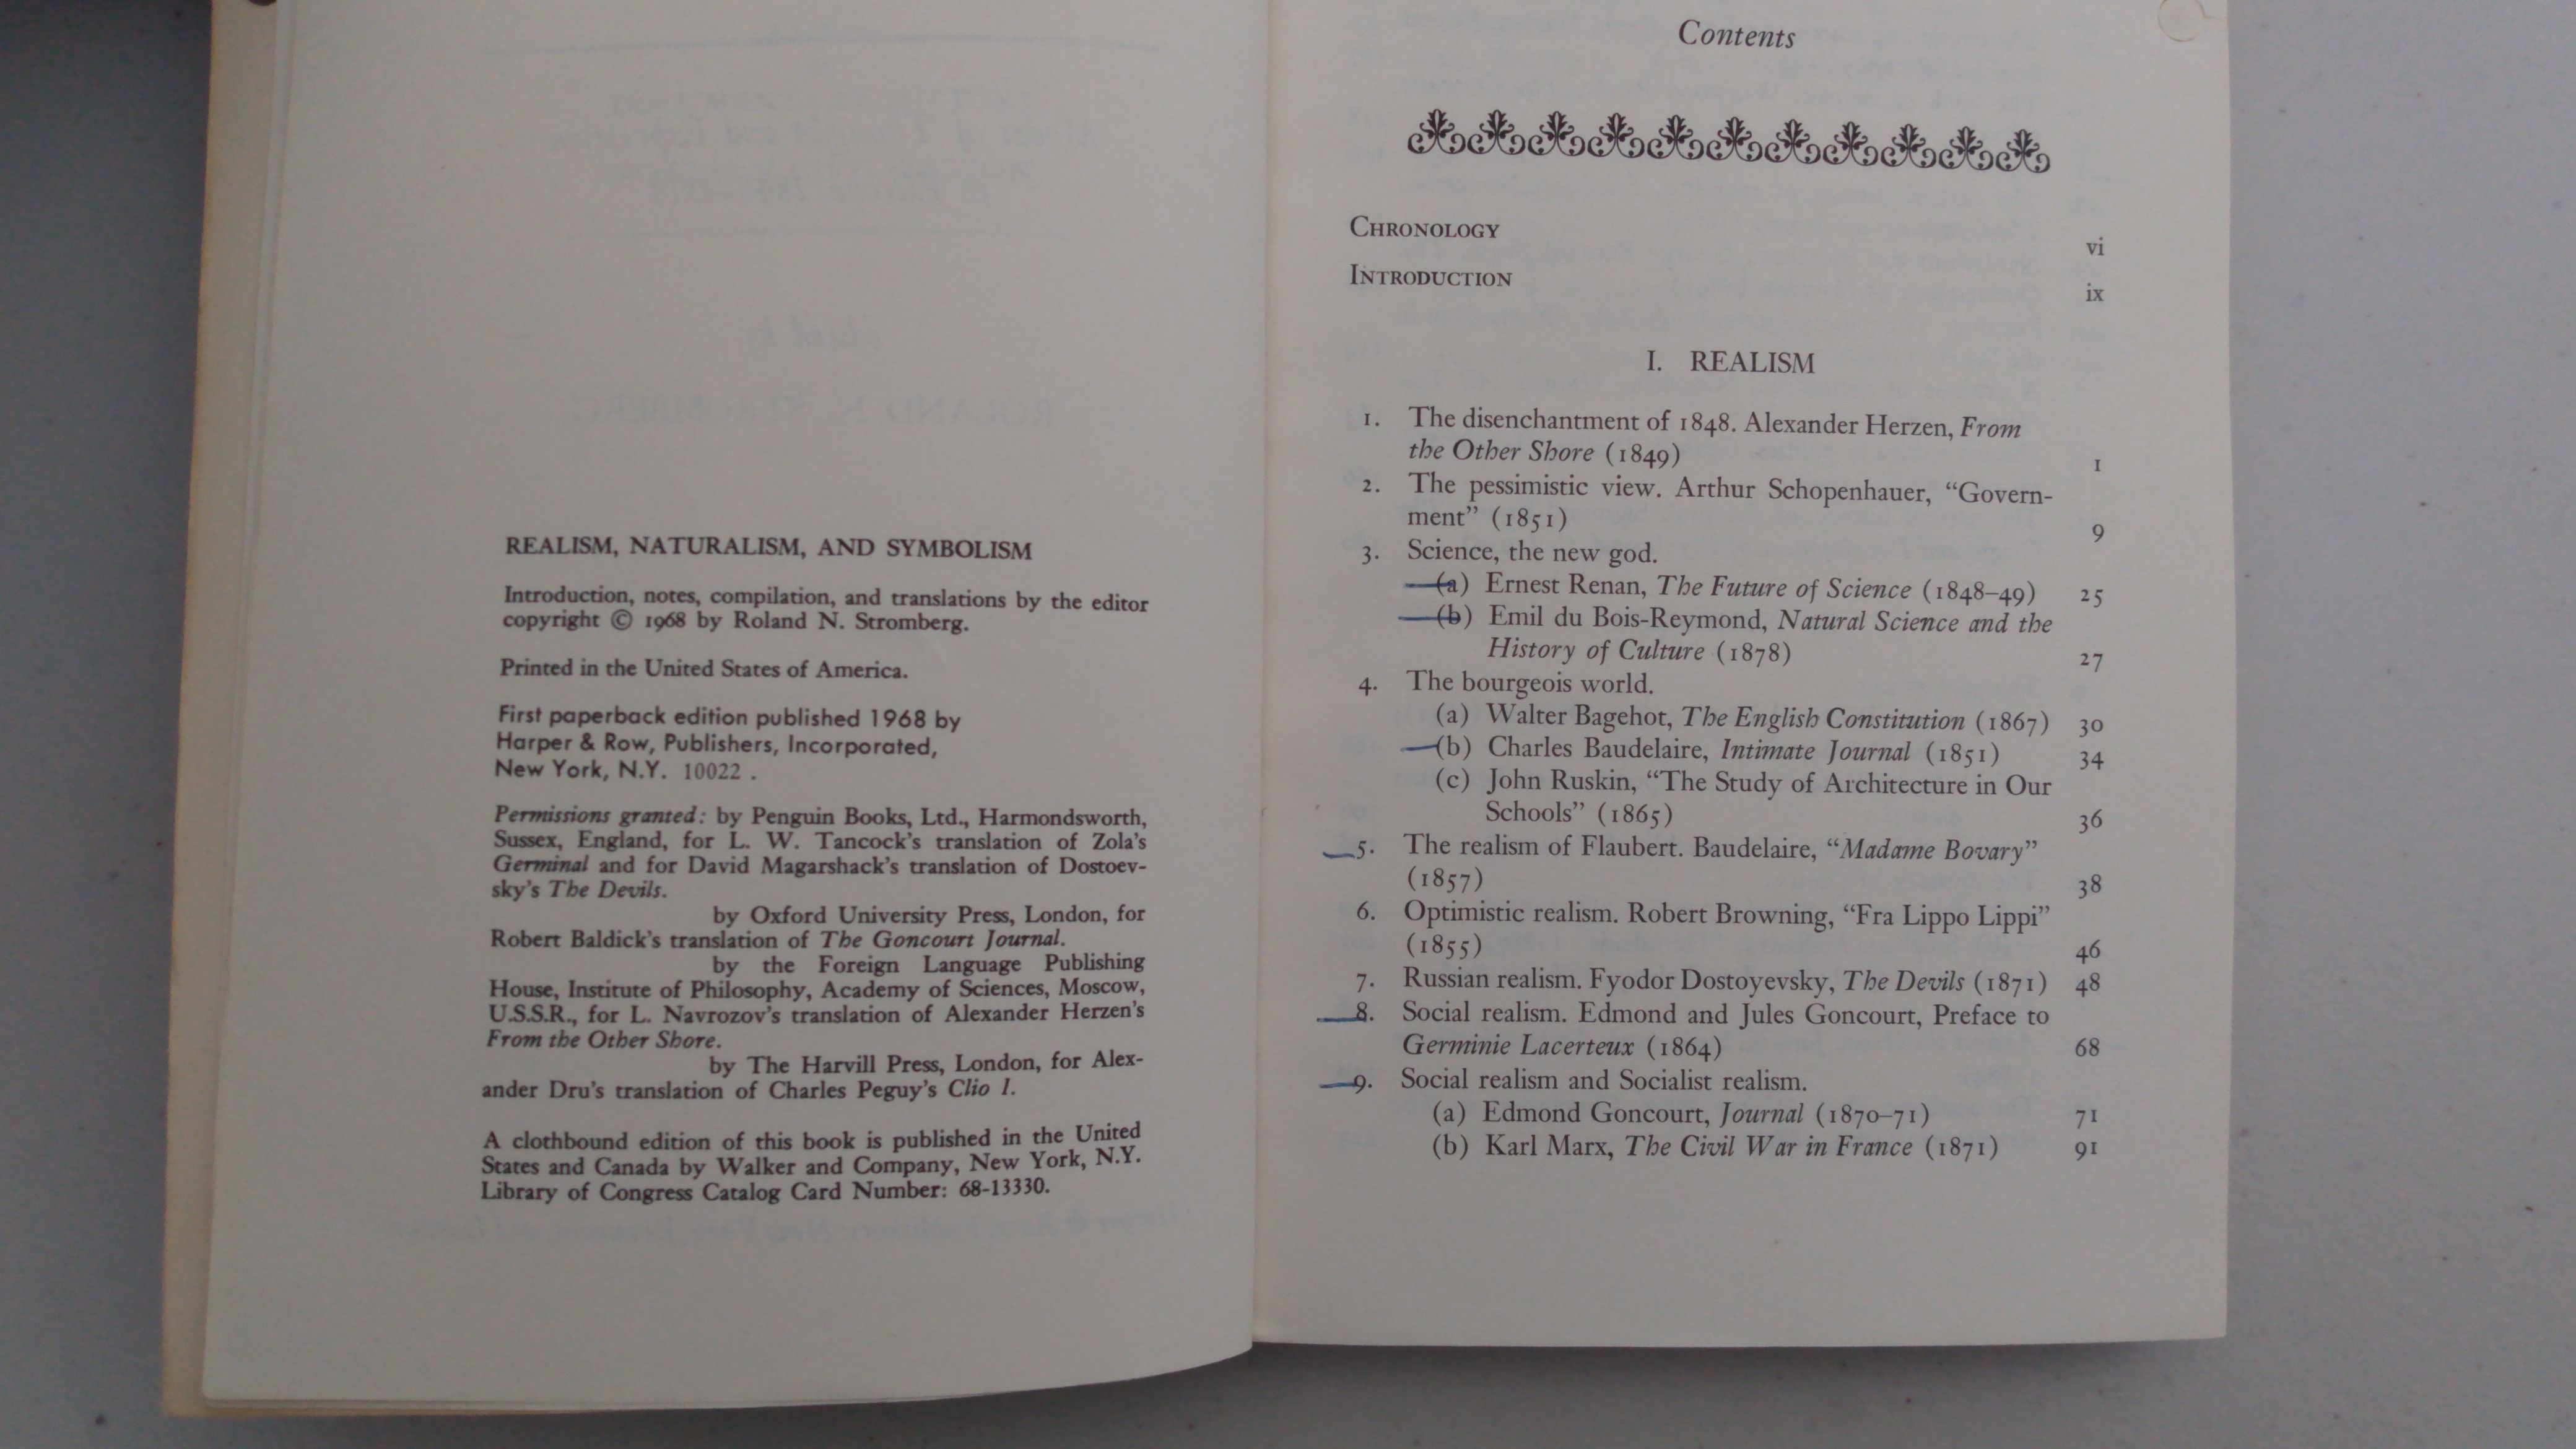 REALISM, NATURALISM, AND SYMBOLISM
Introduction, notes, compilation, and translations by the editor
copyright © 1968 by Roland N. Stromberg.
Printed in the United States of America.
First paperback edition published 1968 by
Harper & Row, Publishers, Incorporated,
New York, N.Y. 10022 .
Permissions granted: by Penguin Books, Ltd., Harmondsworth,
Sussex, England, for L. W. Tancock's translation of Zola's
Germinal and for David Magarshack's translation of Dostoev-
sky's The Devils.
by Oxford University Press, London, for
Robert Baldick's translation of The Goncourt Journal.
by the Foreign Language Publishing
House, Institute of Philosophy, Academy of Sciences, Moscow,
U.S.S.R., for L. Navrozov's translation of Alexander Herzen's
From the Other Shore.
by The Harvill Press, London, for Alex-
ander Dru's translation of Charles Peguy's Clio I.
A clothbound edition of this book is published in the United
States and Canada by Walker and Company, New York, N.Y.
Library of Congress Catalog Card Number: 68-13330.
Contents
CHRONOLOGY vi
INTRODUCTION ix
I. REALISM
1. The disenchantment of 1848. Alexander Herzen, From
the Other Shore (1849) 1
2. The pessimistic view. Arthur Schopenhauer, “Govern-
ment” (1851) 9
3. Science, the new god.
(a) Ernest Renan, The Future of Science (1848–49) 25
(b) Emil du Bois-Reymond, Natural Science and the
History of Culture (1878) 27
4. The bourgeois world.
(a) Walter Bagehot, The English Constitution (1867) 30
(b) Charles Baudelaire, Intimate Journal (1851) 34
(c) John Ruskin, “The Study of Architecture in Our
Schools” (1865) 36
5. The realism of Flaubert. Baudelaire, “Madame Bovary”
(1857) 38
6. Optimistic realism. Robert Browning, “Fra Lippo Lippi”
(1855) 46
7. Russian realism. Fyodor Dostoyevsky, The Devils (1871) 48
8. Social realism. Edmond and Jules Goncourt, Preface to
Germinie Lacerteux (1864) 68
9. Social realism and Socialist realism.
(a) Edmond Goncourt, Journal (1870–71) 71
(b) Karl Marx, The Civil War in France (1871) 91